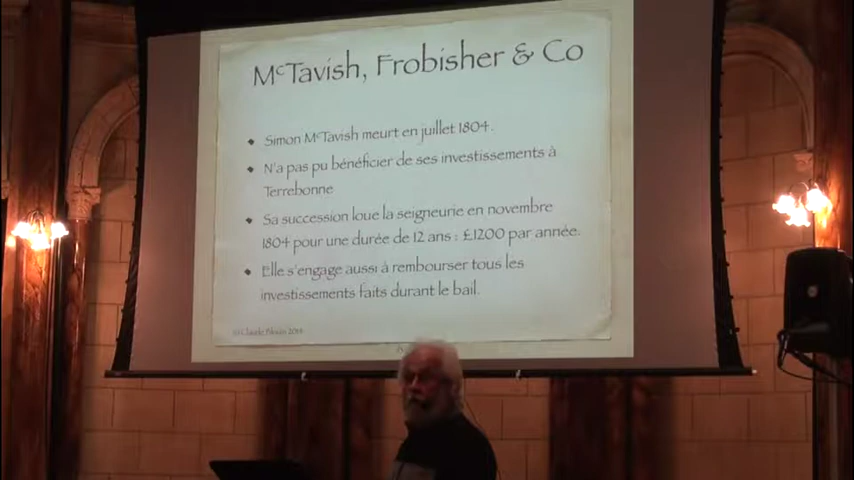 McTavish, Frobisher & Co
Simon McTavish meurt en juillet 1804.
N'a pas pu bénéficier de ses investissements à
Terrebonne
Sa succession loue la seigneurie en novembre
1804 pour une durée de 12 ans : £1200 par année.
Elle s'engage aussi à rembourser tous les
investissements faits durant le bail.